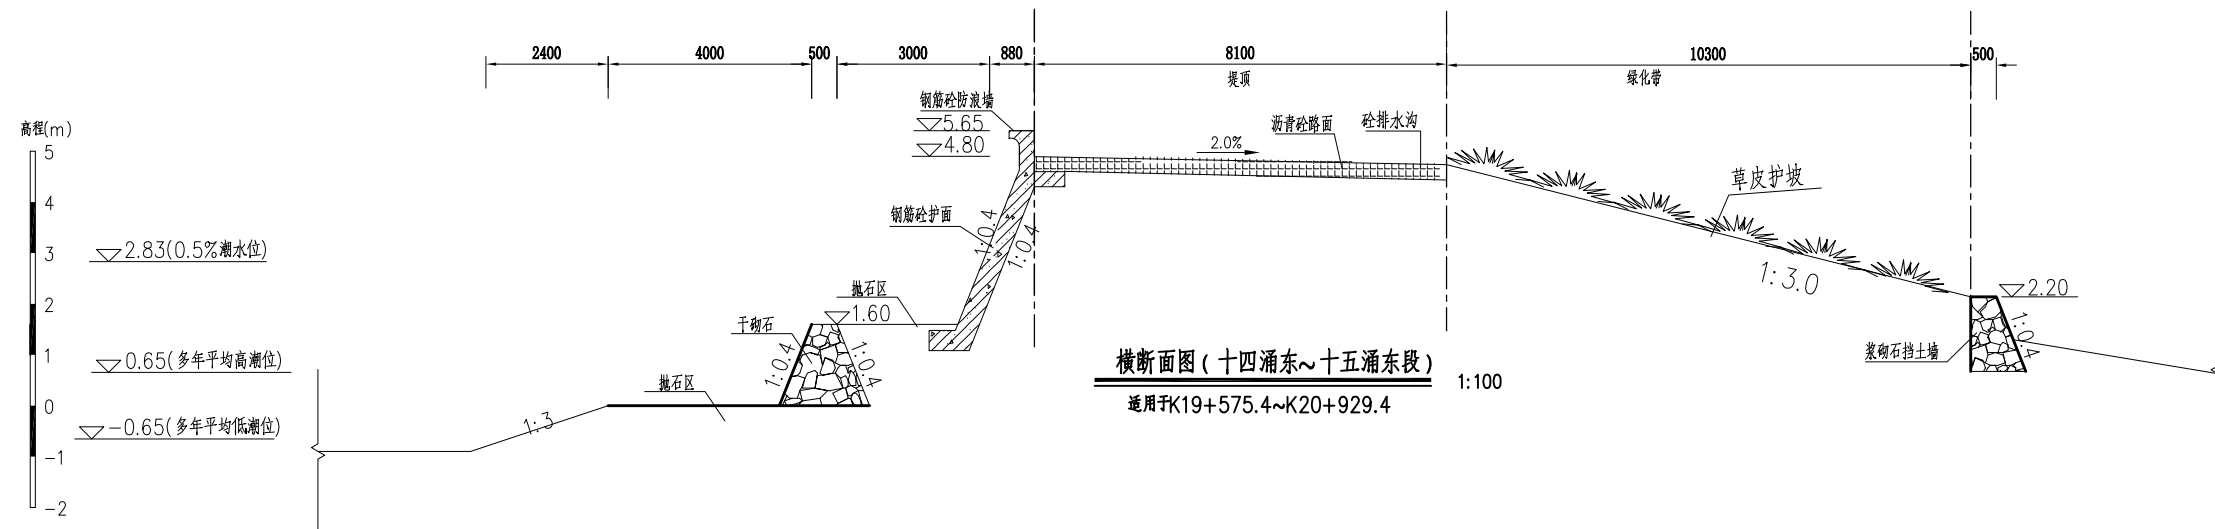 2400
4000
500
3000
880
8100
10300
500
堤顶
绿化带
钢筋砼防浪墙
5.65
4.80
沥青砼路面
砼排水沟
2.0%
高程(m)
5
4
3
2
1
0
-1
-2
草皮护坡
钢筋砼护面
1:0.4
1:0.4
2.83(0.5%潮水位)
1:3.0
抛石区
2.20
1.60
干砌石
1:0.4
1:0.4
1:0.4
浆砌石挡土墙
0.65(多年平均高潮位)
抛石区
横断面图(十四涌东~十五涌东段)
1:100
适用于K19+575.4~K20+929.4
-0.65(多年平均低潮位)
1:3